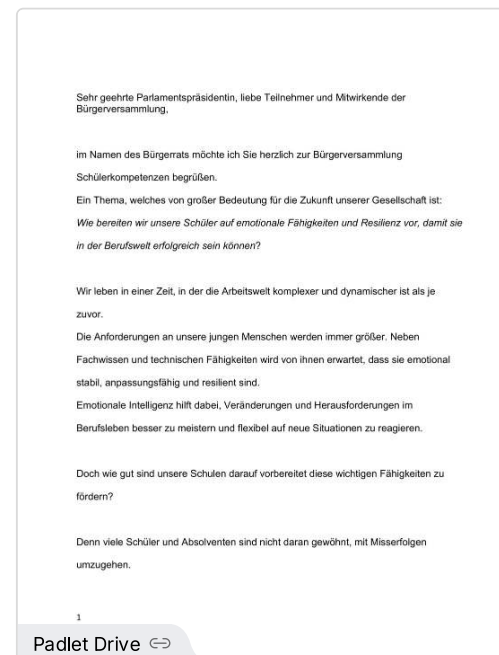 Sehr geehrte Parlamentspräsidentin, liebe Teilnehmer und Mitwirkende der
Bürgerversammlung,
im Namen des Bürgerrats möchte ich Sie herzlich zur Bürgerversammlung
Schülerkompetenzen begrüßen.
Ein Thema, welches von großer Bedeutung für die Zukunft unserer Gesellschaft ist:
Wie bereiten wir unsere Schüler auf emotionale Fähigkeiten und Resilienz vor, damit sie
in der Berufswelt erfolgreich sein können?
Wir leben in einer Zeit, in der die Arbeitswelt komplexer und dynamischer ist als je
zuvor.
Die Anforderungen an unsere jungen Menschen werden immer größer. Neben
Fachwissen und technischen Fähigkeiten wird von ihnen erwartet, dass sie emotional
stabil, anpassungsfähig und resilient sind.
Emotionale Intelligenz hilft dabei, Veränderungen und Herausforderungen im
Berufsleben besser zu meistern und flexibel auf neue Situationen zu reagieren.
Doch wie gut sind unsere Schulen darauf vorbereitet diese wichtigen Fähigkeiten zu
fördern?
Denn viele Schüler und Absolventen sind nicht daran gewöhnt, mit Misserfolgen
umzugehen.
1
Padlet Drive